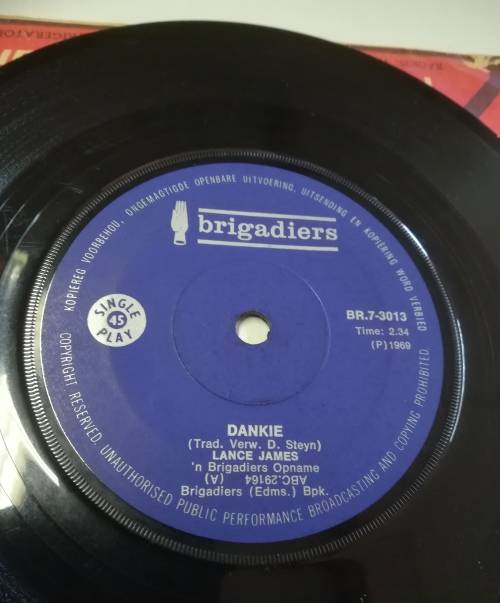 KOPIEREG VOORBEHOU. ONGEMAGTIGDE OPENBARE UITVOERING, UITSENDING EN KOPIERING WORD VERBIED
brigadiers
SINGLE
45
PLAY
BR.7-3013
Time: 2.34
(P)1969
DANKIE
(Trad. Verw. D. Steyn)
LANCE JAMES
'n Brigadiers Opname
ABC.29164 (A)
Brigadiers (Edms.) Bpk.
COPYRIGHT RESERVED. UNAUTHORISED PUBLIC PERFORMANCE BROADCASTING AND COPYING PROHIBITED